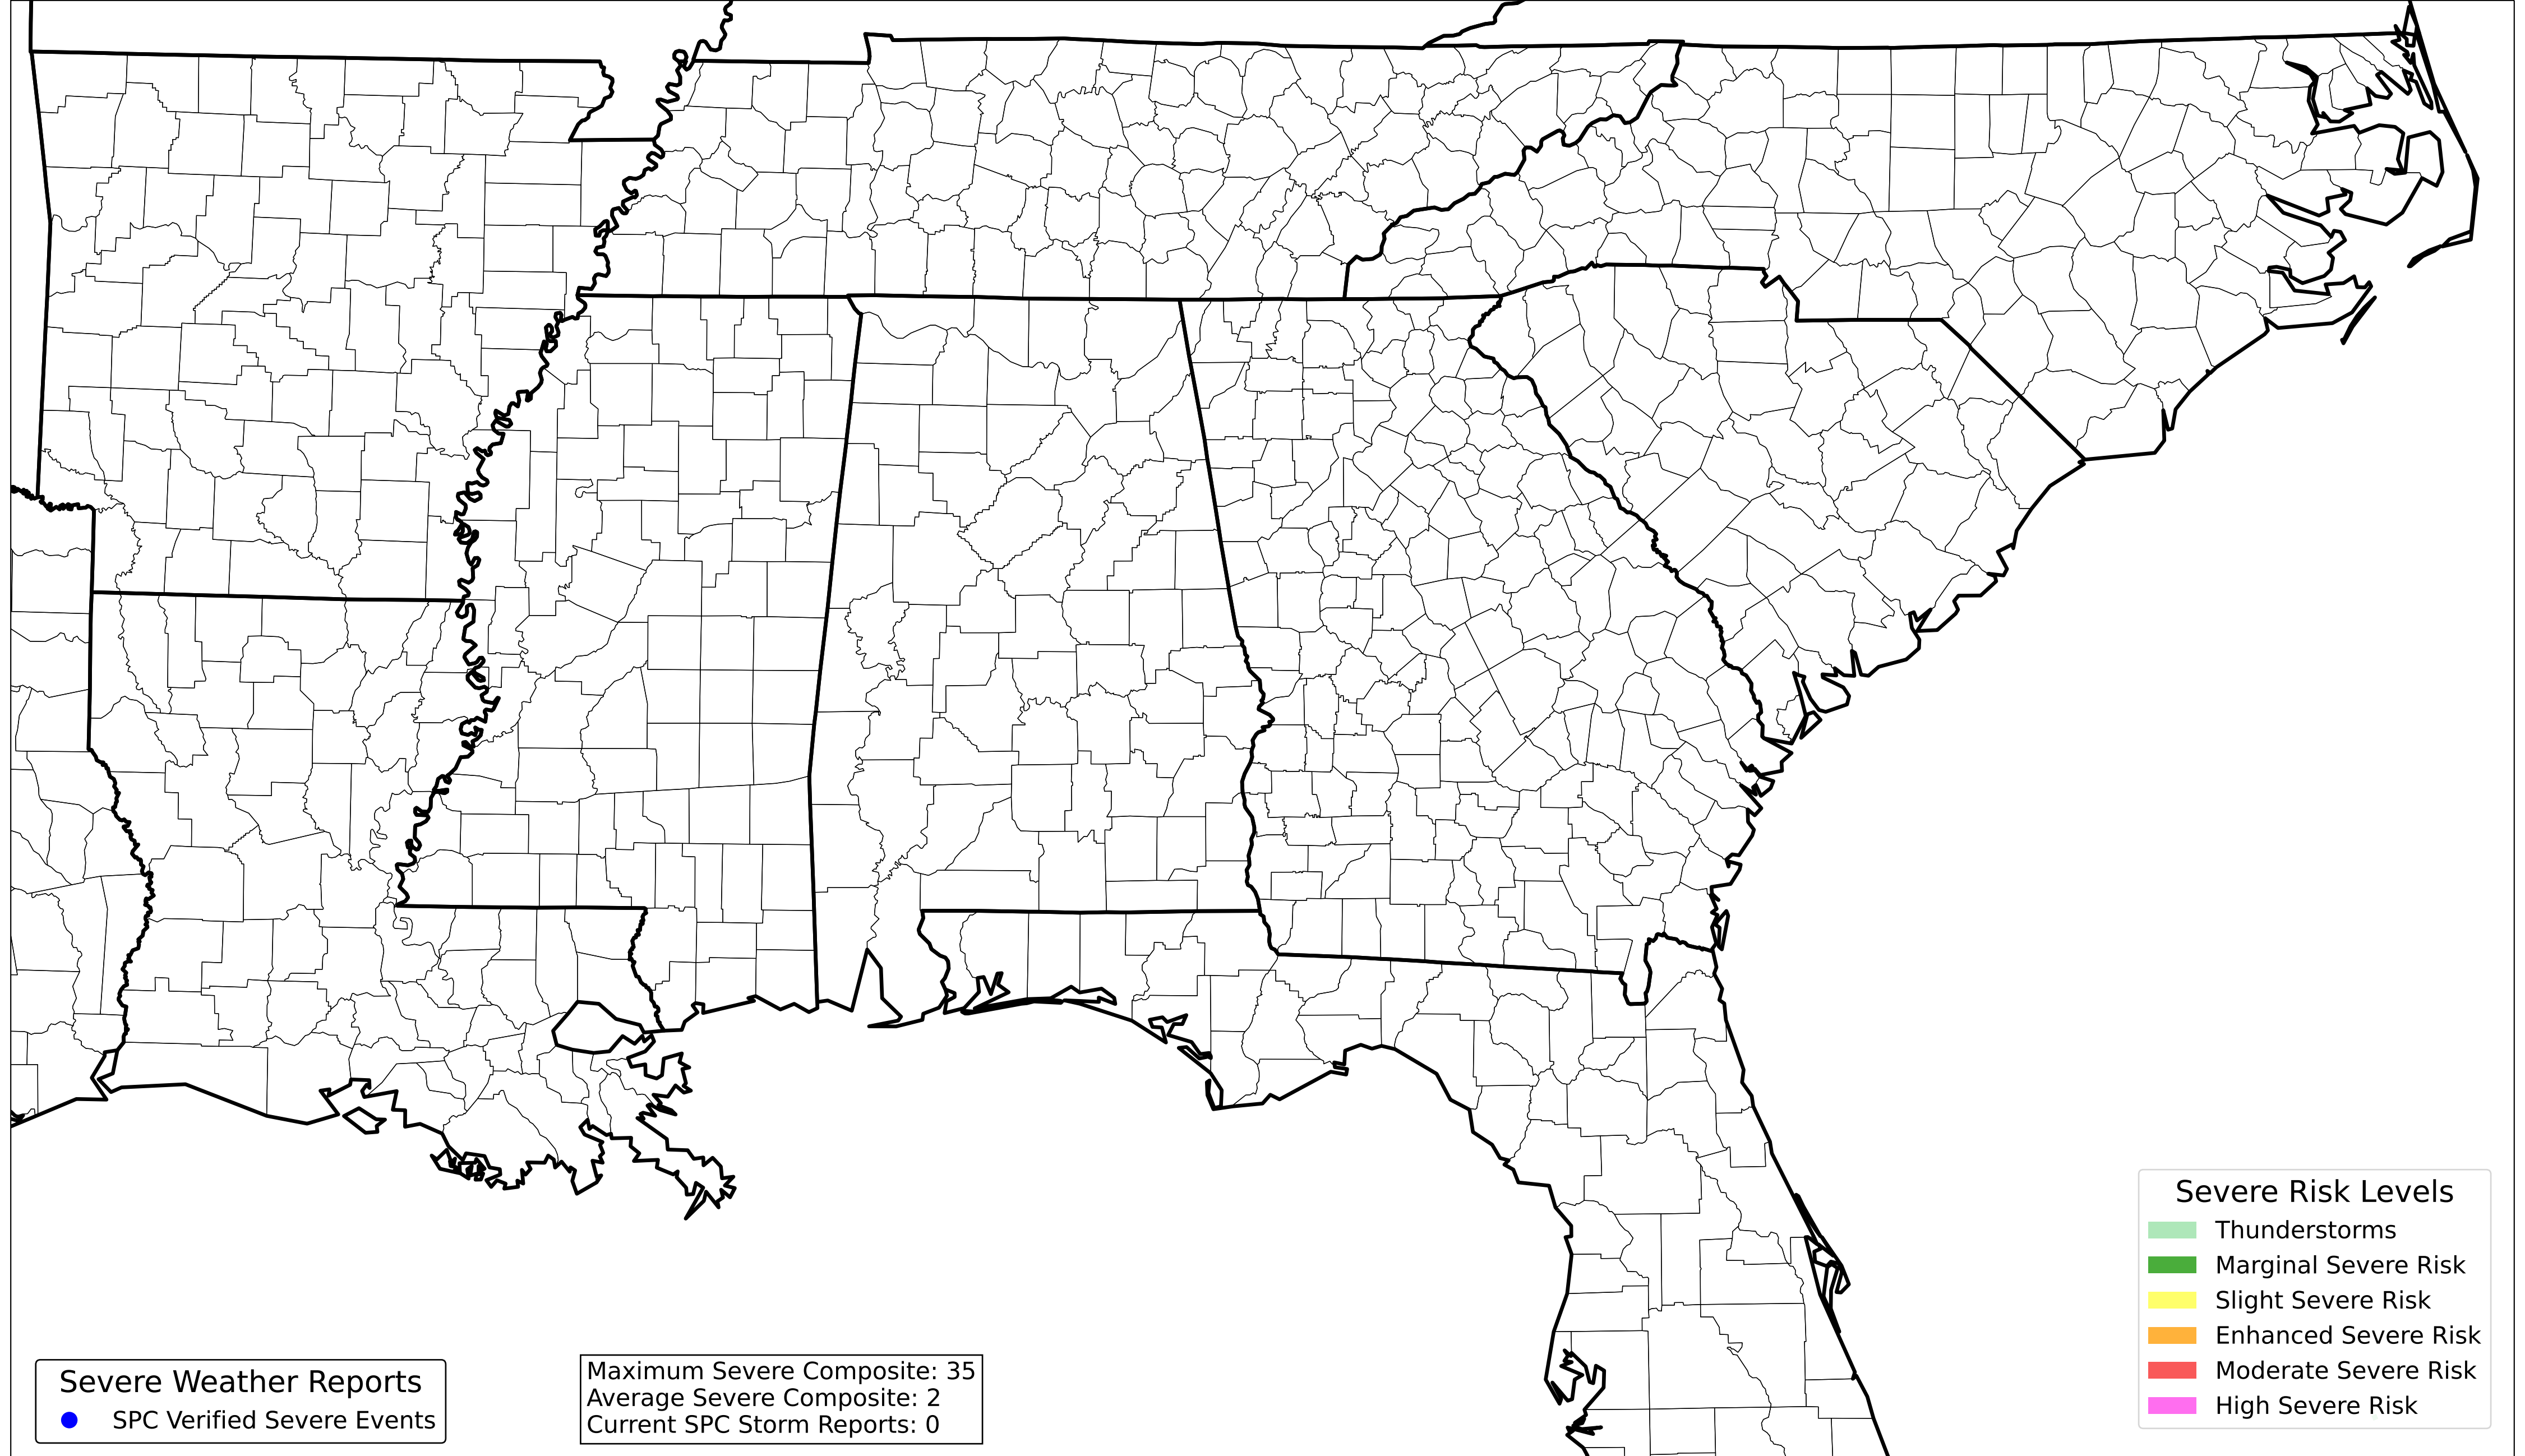 Severe Weather Reports
SPC Verified Severe Events
Maximum Severe Composite: 35
Average Severe Composite: 2
Current SPC Storm Reports: 0
Severe Risk Levels
Thunderstorms
Marginal Severe Risk
Slight Severe Risk
Enhanced Severe Risk
Moderate Severe Risk
High Severe Risk